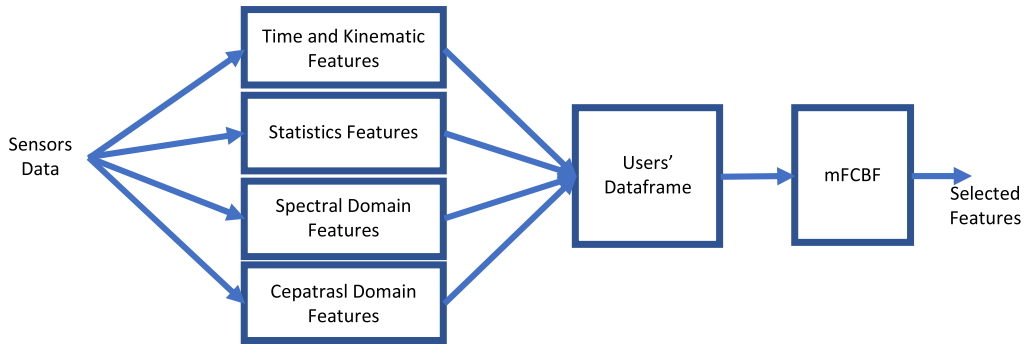 Sensors
Data
Time and Kinematic
Features
Statistics Features
Spectral Domain
Features
Cepatrasl Domain
Features
Users’
Dataframe
mFCBF
Selected
Features